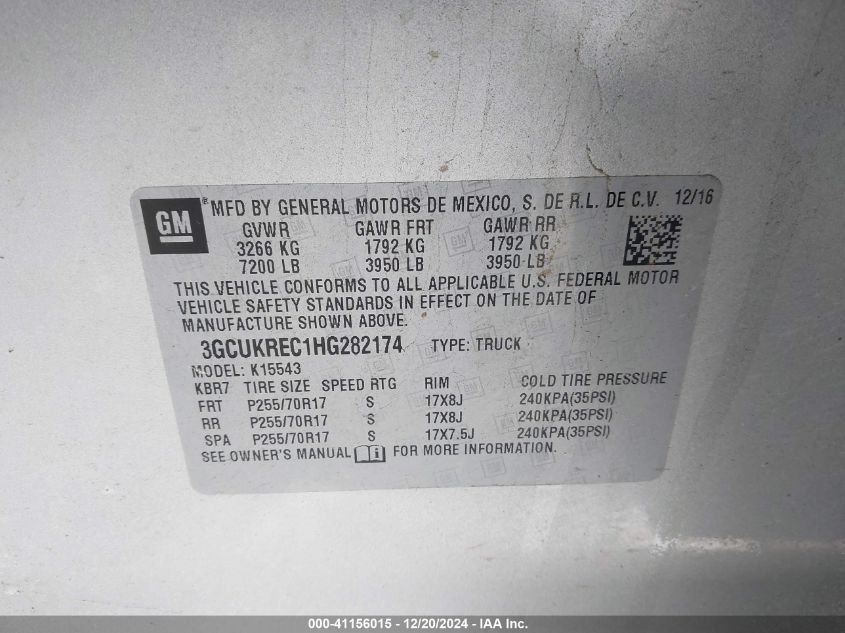 GM ® MFD BY GENERAL MOTORS DE MEXICO, S. DE R.L. DE C.V. 12/16
GVWR GAWR FRT GAWR RR
3266 KG 1792 KG 1792 KG
7200 LB 3950 LB 3950 LB
THIS VEHICLE CONFORMS TO ALL APPLICABLE U.S. FEDERAL MOTOR
VEHICLE SAFETY STANDARDS IN EFFECT ON THE DATE OF
MANUFACTURE SHOWN ABOVE.
3GCUKREC1HG282174 TYPE: TRUCK
MODEL: K15543
KBR7 TIRE SIZE SPEED RTG RIM COLD TIRE PRESSURE
FRT P255/70R17 S 17X8J 240KPA(35PSI)
RR P255/70R17 S 17X8J 240KPA(35PSI)
SPA P255/70R17 S 17X7.5J 240KPA(35PSI)
SEE OWNER'S MANUAL i FOR MORE INFORMATION.
000-41156015 - 12/20/2024 - IAA Inc.